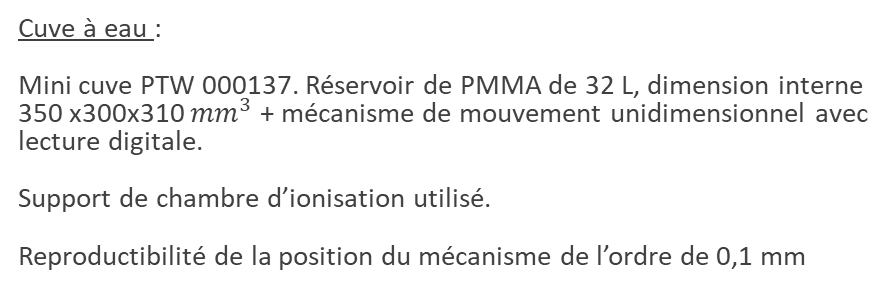 Cuve à eau :
Mini cuve PTW 000137. Réservoir de PMMA de 32 L, dimension interne
350 x300x310 mm³ + mécanisme de mouvement unidimensionnel avec
lecture digitale.
Support de chambre d’ionisation utilisé.
Reproductibilité de la position du mécanisme de l’ordre de 0,1 mm